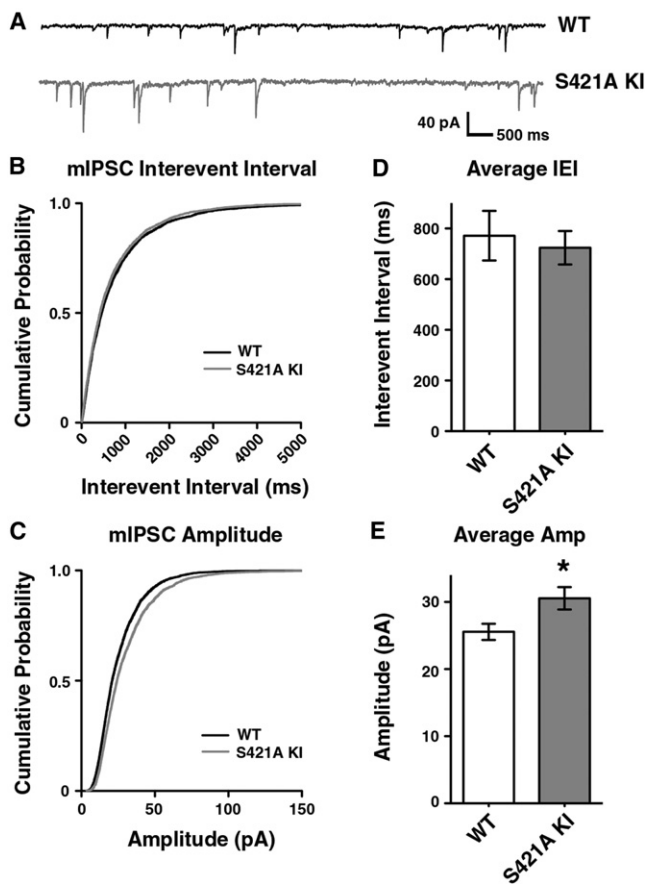 A
WT
S421A KI
40 pA
500 ms
B
mIPSC Interevent Interval
Cumulative Probability
1.0
0.5
0
WT
S421A KI
0
1000
2000
3000
4000
5000
Interevent Interval (ms)
D
Average IEI
Interevent Interval (ms)
800
600
400
200
0
WT
S421A KI
C
mIPSC Amplitude
Cumulative Probability
1.0
0.5
0
WT
S421A KI
0
50
100
150
Amplitude (pA)
E
Average Amp
*
Amplitude (pA)
30
20
10
0
WT
S421A KI